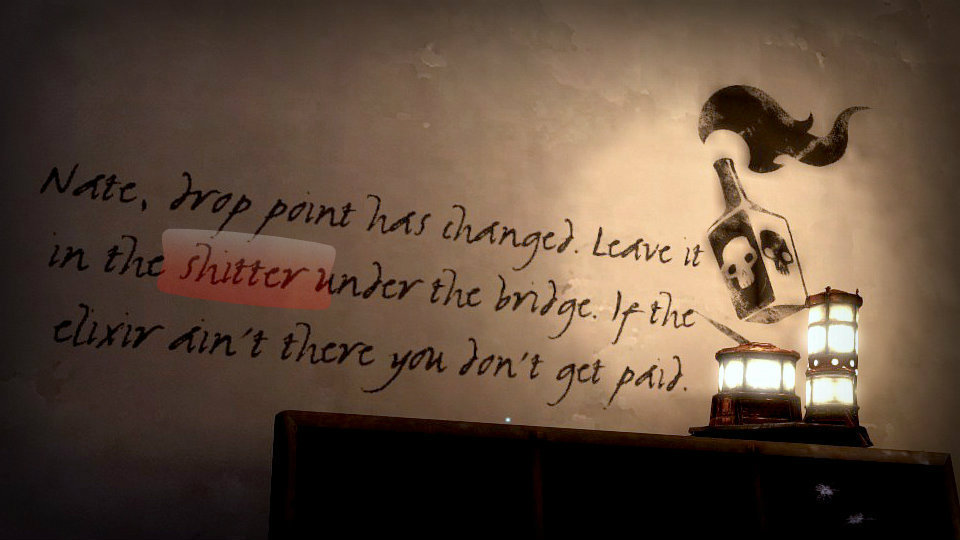 Nate, drop point has changed. Leave it
in the shitter under the bridge. If the
elixir ain't there you don't get paid.